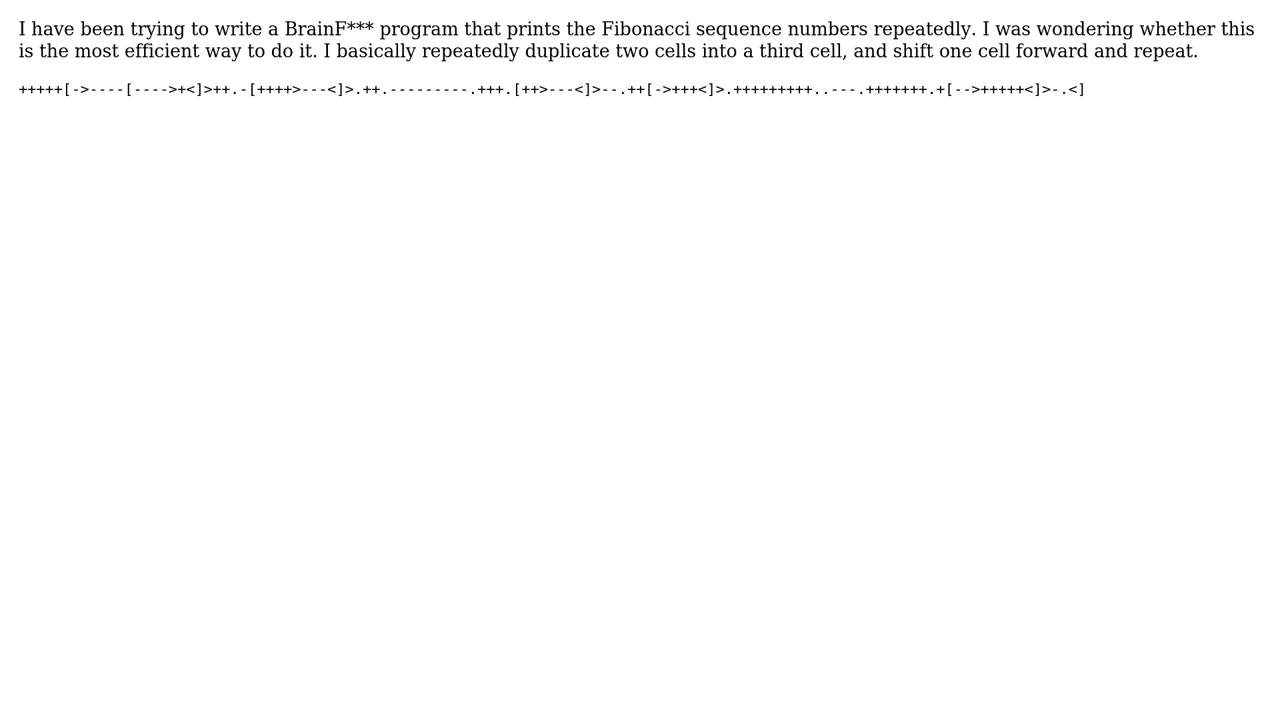 I have been trying to write a BrainF*** program that prints the Fibonacci sequence numbers repeatedly. I was wondering whether this
is the most efficient way to do it. I basically repeatedly duplicate two cells into a third cell, and shift one cell forward and repeat.
+++++[->----[---->+<]>++.-[++++>---<]>.++.---------.+++.[++>---<]>--.++[->+++<]>.+++++++++..---.+++++++.+[-->+++++<]>-.<]